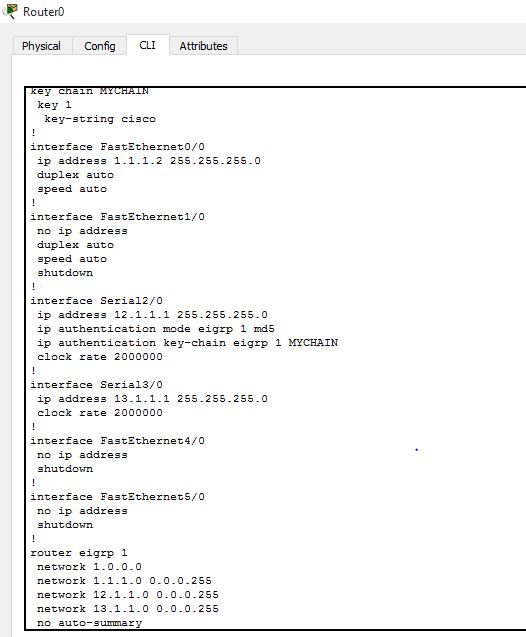 Router0
Physical Config CLI Attributes
key chain MYCHAIN
key 1
key-string cisco
!
interface FastEthernet0/0
ip address 1.1.1.2 255.255.255.0
duplex auto
speed auto
!
interface FastEthernet1/0
no ip address
duplex auto
speed auto
shutdown
!
interface Serial2/0
ip address 12.1.1.1 255.255.255.0
ip authentication mode eigrp 1 md5
ip authentication key-chain eigrp 1 MYCHAIN
clock rate 2000000
!
interface Serial3/0
ip address 13.1.1.1 255.255.255.0
clock rate 2000000
!
interface FastEthernet4/0
no ip address
shutdown
!
interface FastEthernet5/0
no ip address
shutdown
!
router eigrp 1
network 1.0.0.0
network 1.1.1.0 0.0.0.255
network 12.1.1.0 0.0.0.255
network 13.1.1.0 0.0.0.255
no auto-summary